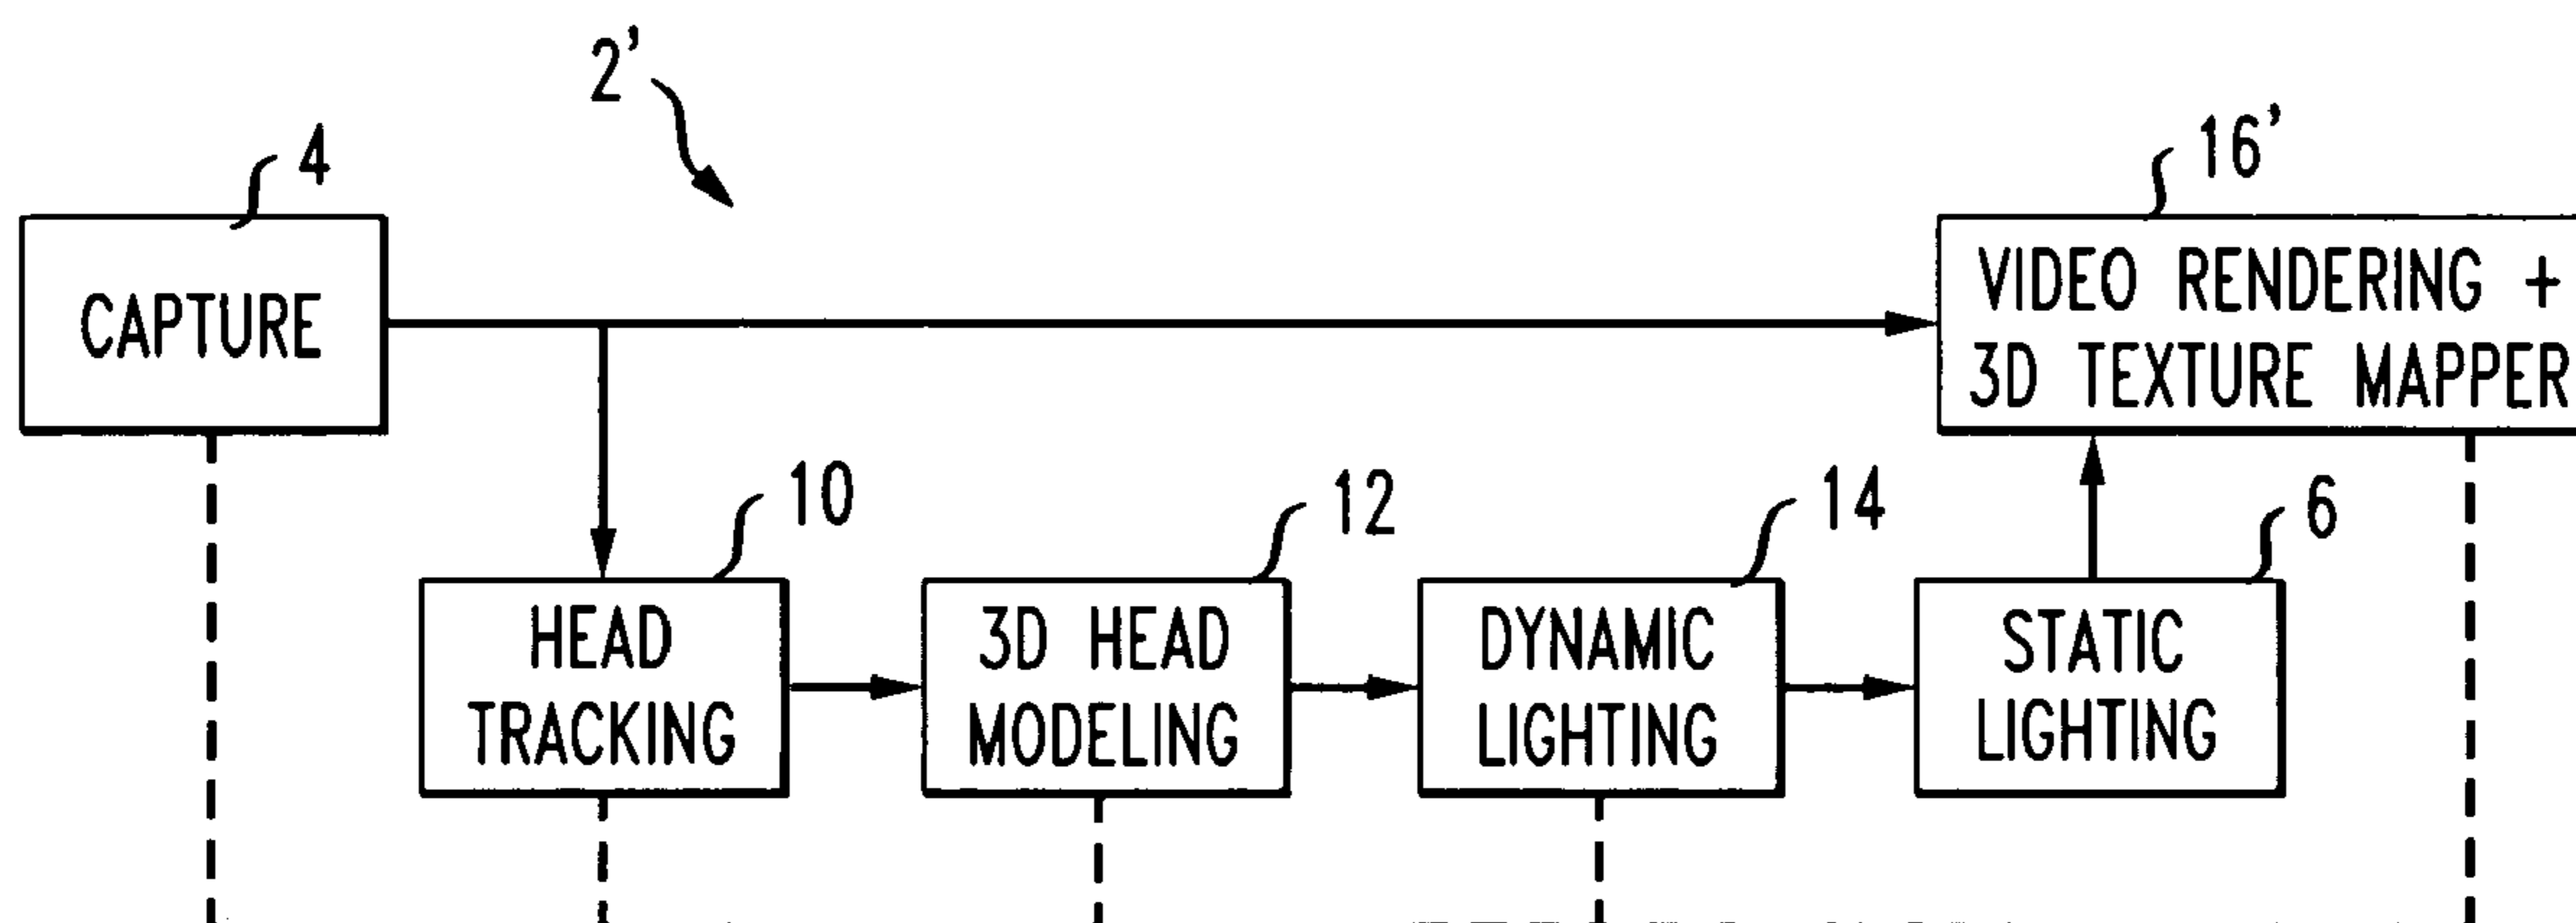 2'
4
16'
CAPTURE
VIDEO RENDERING +
3D TEXTURE MAPPER
10
12
14
6
HEAD
TRACKING
3D HEAD
MODELING
DYNAMIC
LIGHTING
STATIC
LIGHTING